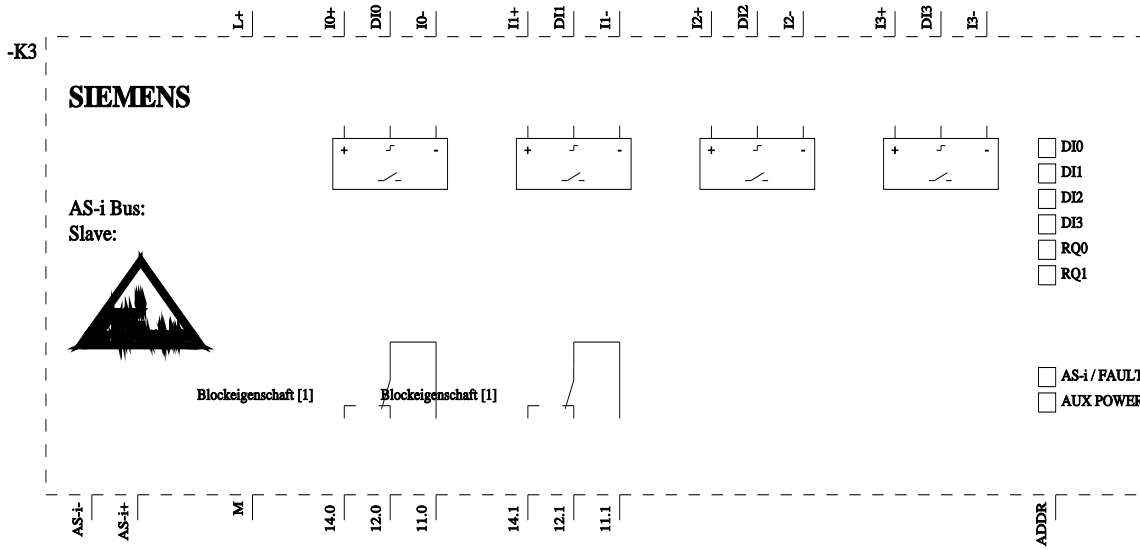 L+
I0+
DI0
I0-
I1+
DI1
I1-
I2+
DI2
I2-
I3+
DI3
I3-
-K3
SIEMENS
+ -
+ -
+ -
+ -
DI0
DI1
DI2
DI3
RQ0
RQ1
AS-i Bus:
Slave:
Blockeigenschaft [1]
Blockeigenschaft [1]
AS-i / FAULT
AUX POWER
AS-i-
AS-i+
M
14.0
12.0
11.0
14.1
12.1
11.1
ADDR